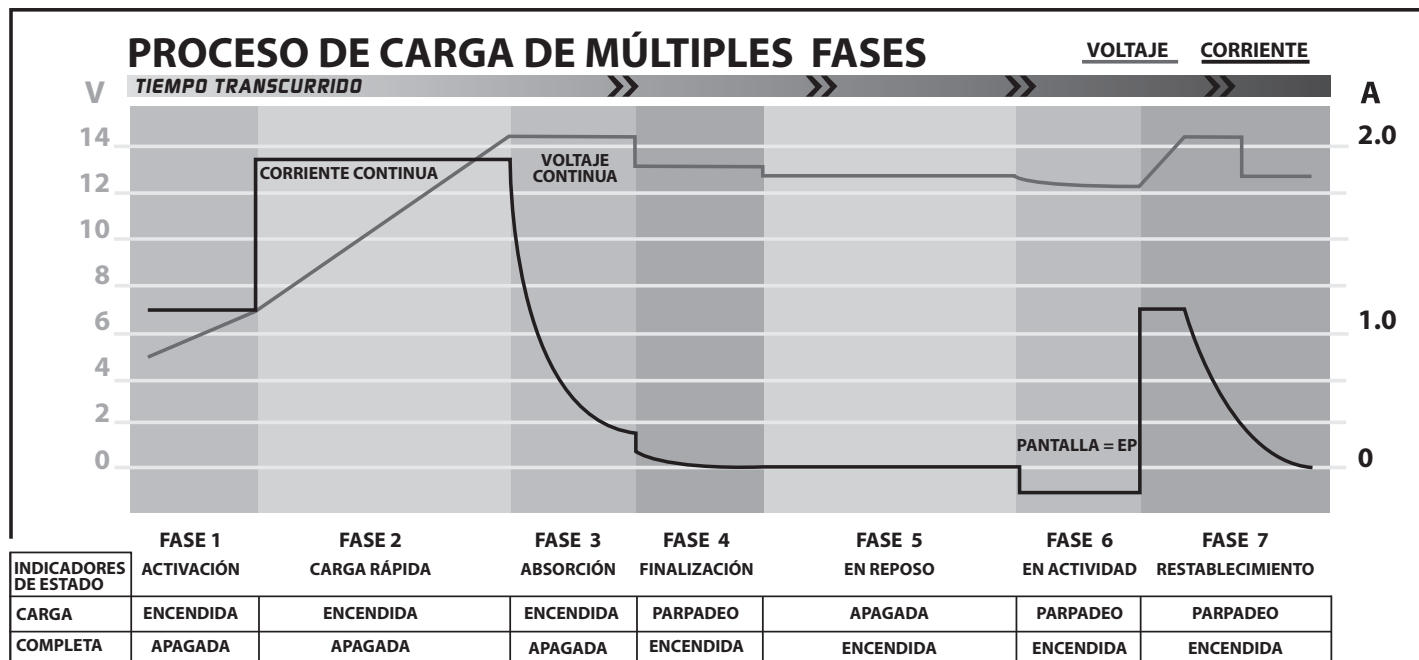 PROCESO DE CARGA DE MÚLTIPLES FASES
VOLTAJE CORRIENTE
V TIEMPO TRANSCURRIDO A
14 2.0
CORRIENTE CONTINUA
VOLTAJE
CONTINUA
12
10
8
6 1.0
4
2
PANTALLA = EP
0 0
FASE 1 FASE 2 FASE 3 FASE 4 FASE 5 FASE 6 FASE 7
INDICADORES
DE ESTADO
ACTIVACIÓN CARGA RÁPIDA ABSORCIÓN FINALIZACIÓN EN REPOSO EN ACTIVIDAD RESTABLECIMIENTO
CARGA ENCENDIDA ENCENDIDA ENCENDIDA PARPADEO APAGADA PARPADEO PARPADEO
COMPLETA APAGADA APAGADA APAGADA ENCENDIDA ENCENDIDA ENCENDIDA ENCENDIDA